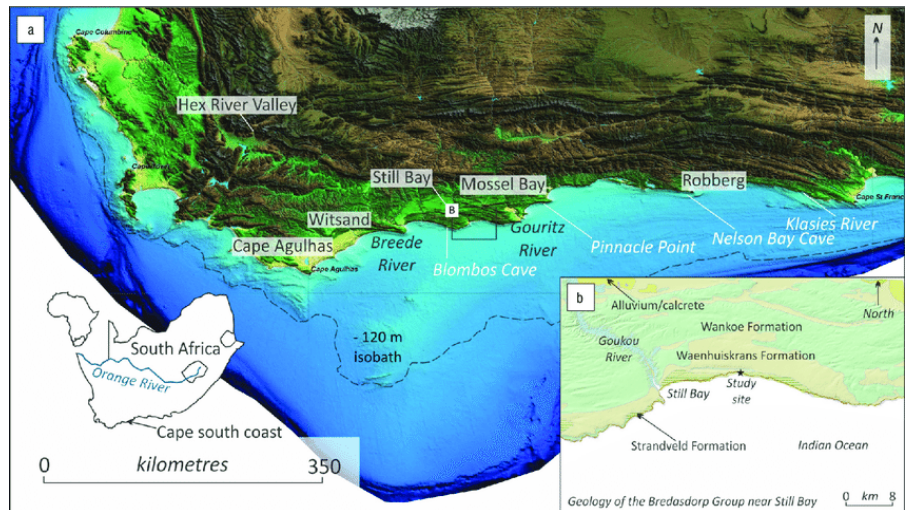 a
Cape Columbine
N
Hex River Valley
Still Bay
Mossel Bay
Robberg
B
Witsand
Cape St Franc
Klasies River
Gouritz
River
Cape Agulhas
Breede
River
Nelson Bay Cave
Pinnacle Point
Blombos Cave
Cape Agulhas
- 120 m
isobath
South Africa
Orange River
Cape south coast
0 kilometres 350
b
Alluvium/calcrete
North
Goukou
River
Wankoe Formation
Waenhuiskrans Formation
Still Bay
Study
site
Strandveld Formation
Indian Ocean
Geology of the Bredasdorp Group near Still Bay
0 km 8